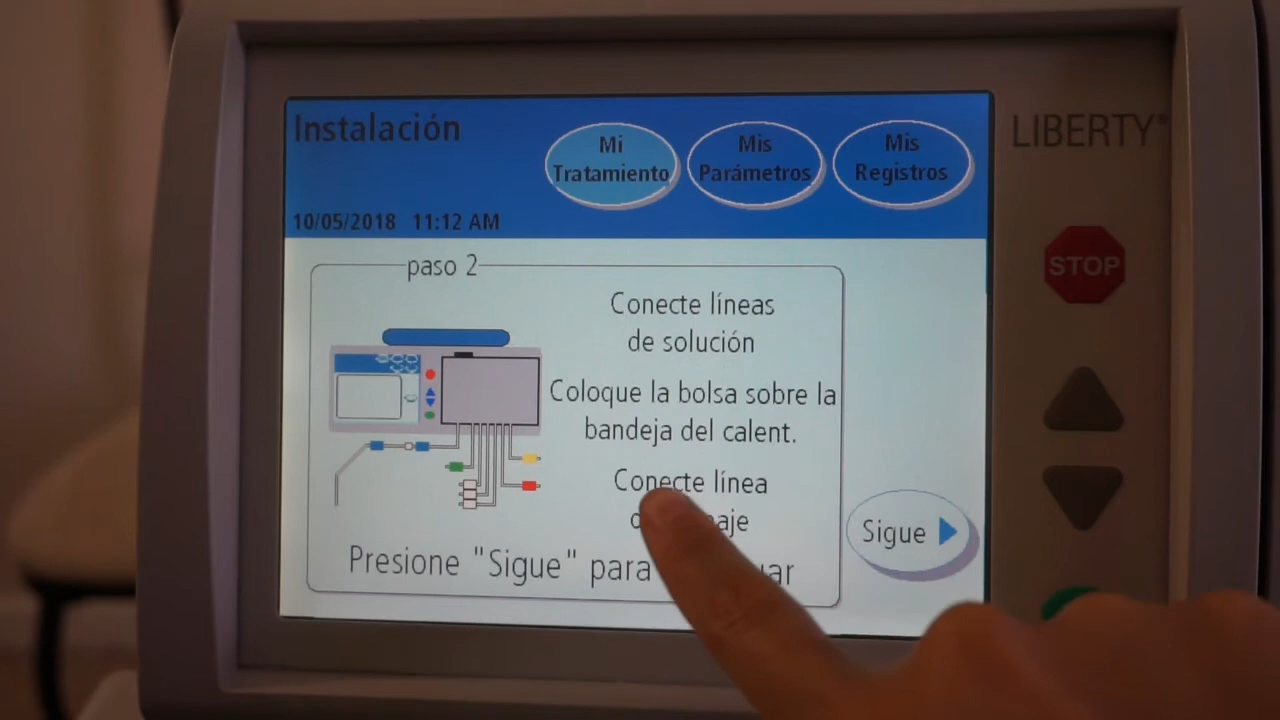 Instalación
Mi
Tratamiento
Mis
Parámetros
Mis
Registros
LIBERTY®
10/05/2018 11:12 AM
STOP
paso 2
Conecte líneas
de solución
Coloque la bolsa sobre la
bandeja del calent.
Conecte línea
Sigue
Presione "Sigue" para